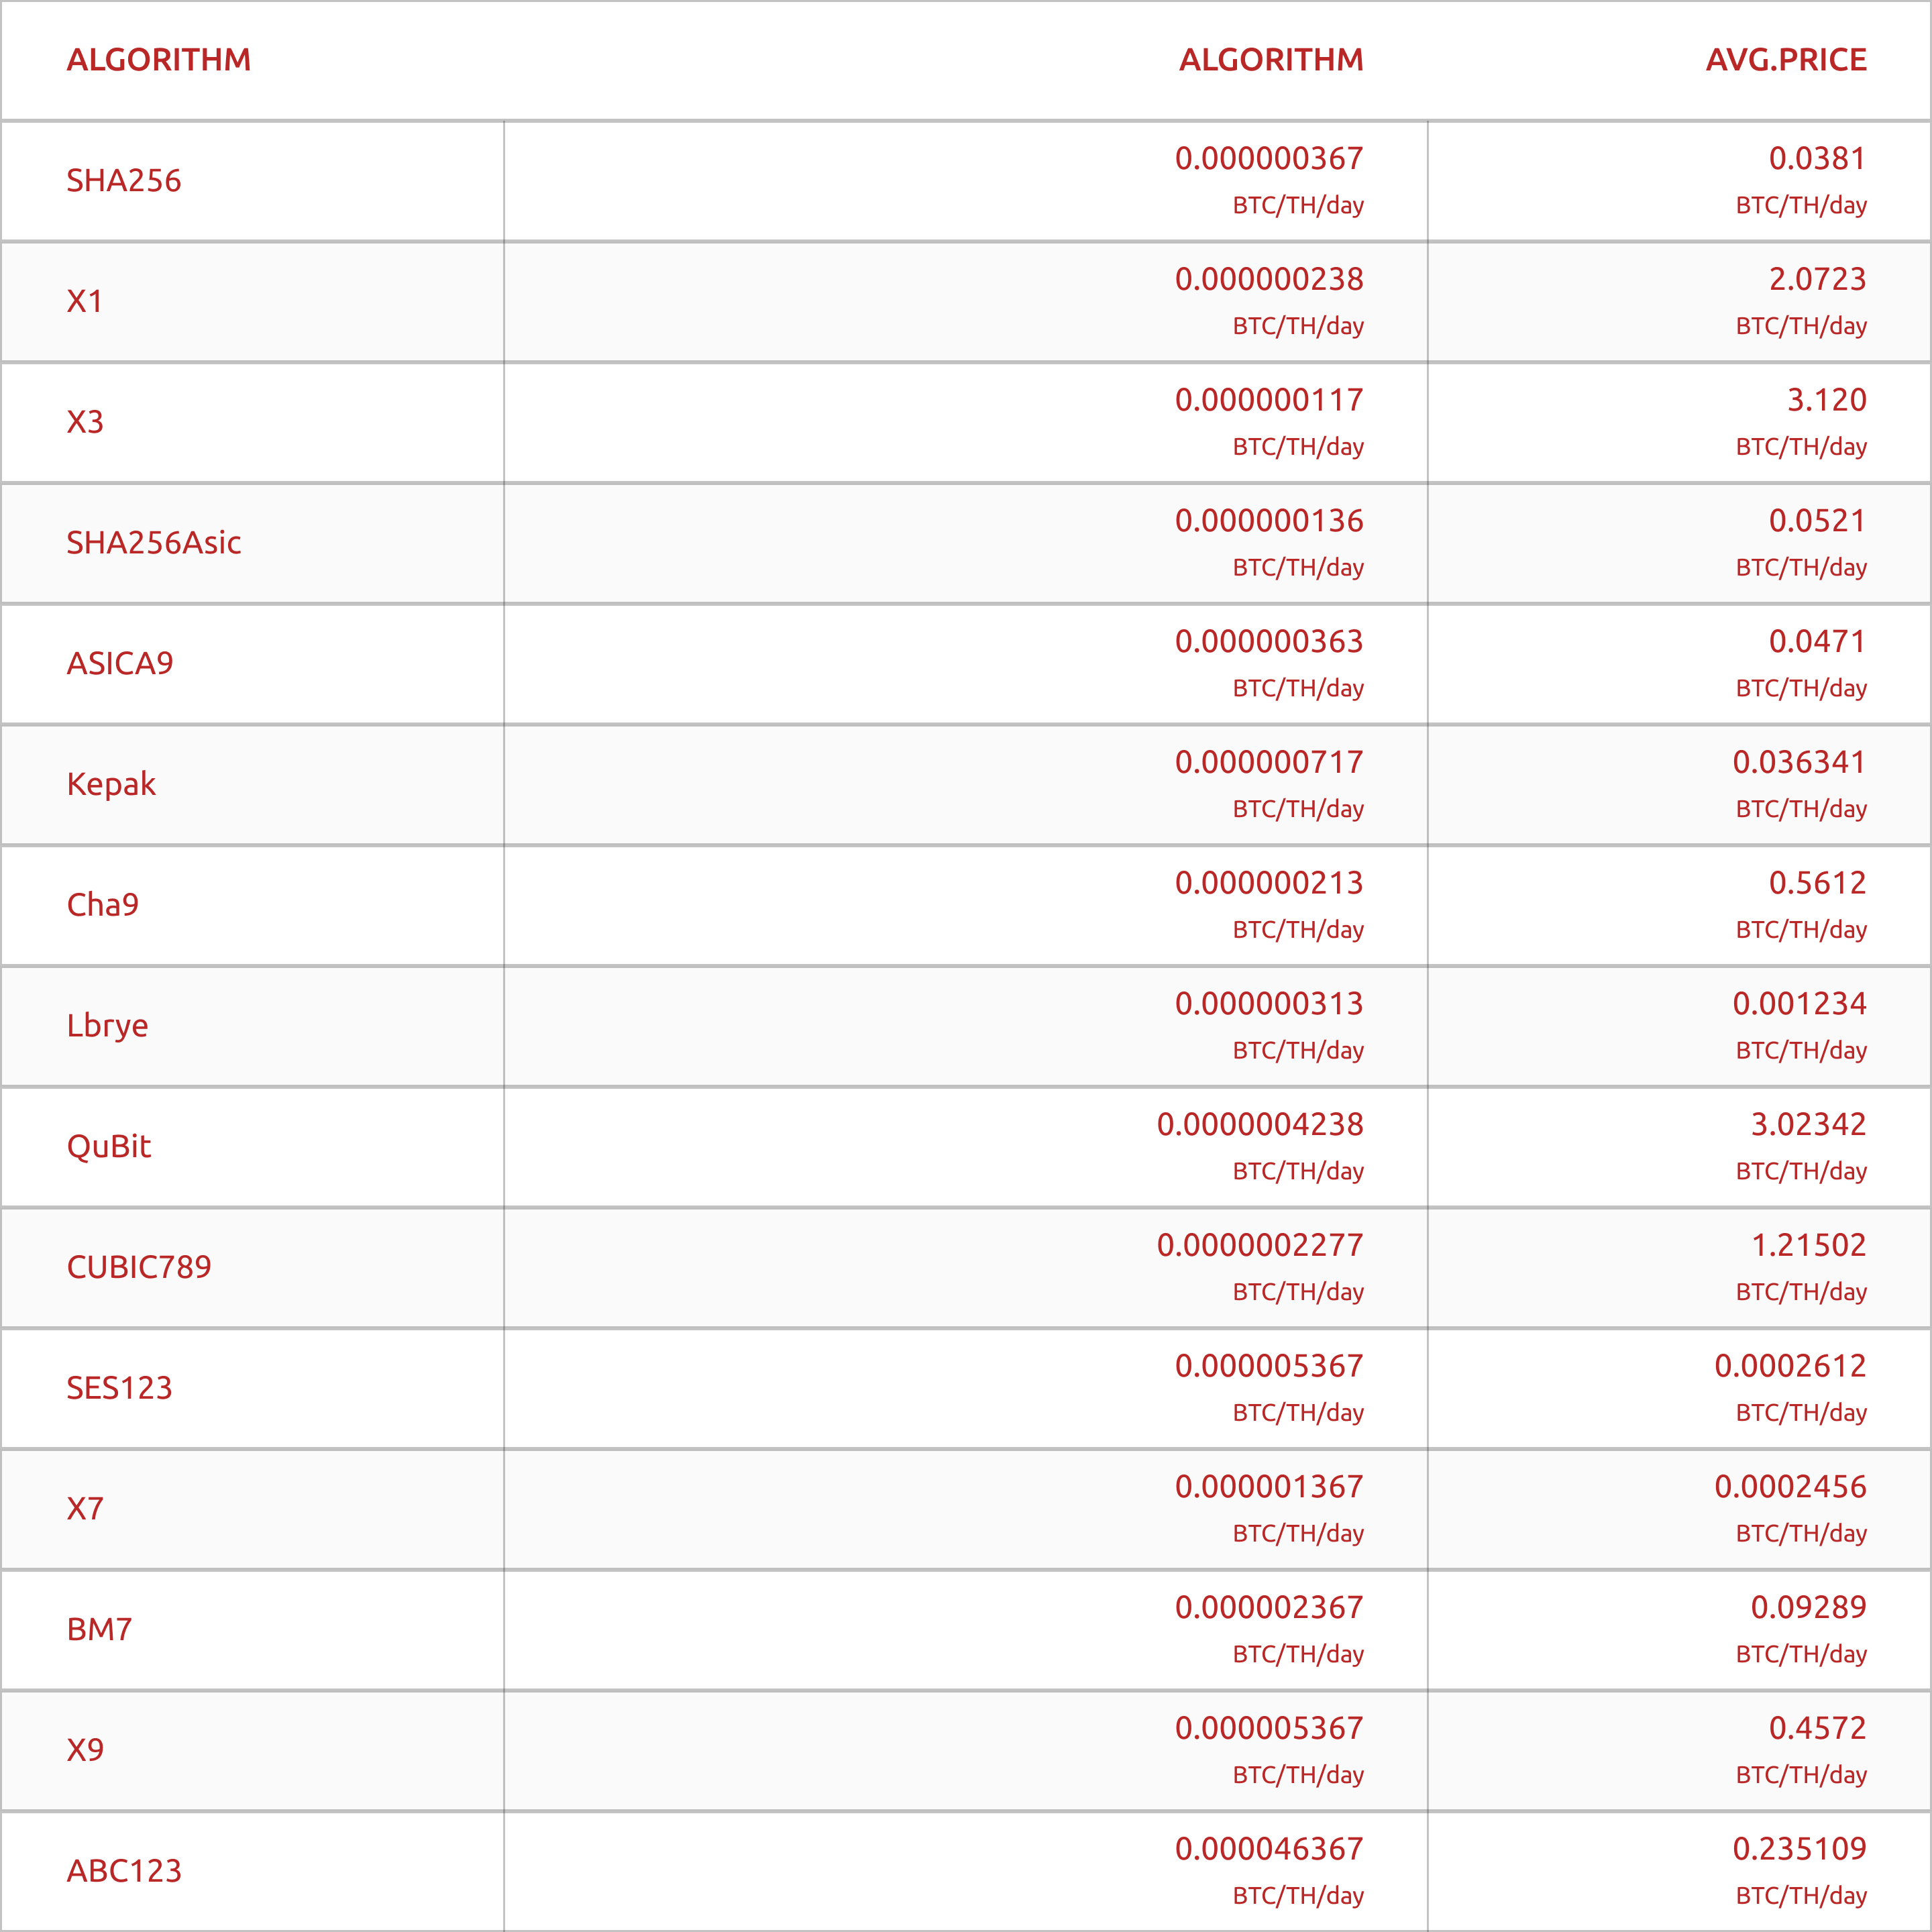 ALGORITHM ALGORITHM AVG.PRICE
SHA256 0.000000367 0.0381
BTC/TH/day BTC/TH/day
X1 0.000000238 2.0723
BTC/TH/day BTC/TH/day
X3 0.000000117 3.120
BTC/TH/day BTC/TH/day
SHA256Asic 0.000000136 0.0521
BTC/TH/day BTC/TH/day
ASICA9 0.000000363 0.0471
BTC/TH/day BTC/TH/day
Kepak 0.000000717 0.036341
BTC/TH/day BTC/TH/day
Cha9 0.000000213 0.5612
BTC/TH/day BTC/TH/day
Lbrye 0.000000313 0.001234
BTC/TH/day BTC/TH/day
QuBit 0.0000004238 3.02342
BTC/TH/day BTC/TH/day
CUBIC789 0.0000002277 1.21502
BTC/TH/day BTC/TH/day
SES123 0.000005367 0.0002612
BTC/TH/day BTC/TH/day
X7 0.000001367 0.0002456
BTC/TH/day BTC/TH/day
BM7 0.000002367 0.09289
BTC/TH/day BTC/TH/day
X9 0.000005367 0.4572
BTC/TH/day BTC/TH/day
ABC123 0.000046367 0.235109
BTC/TH/day BTC/TH/day